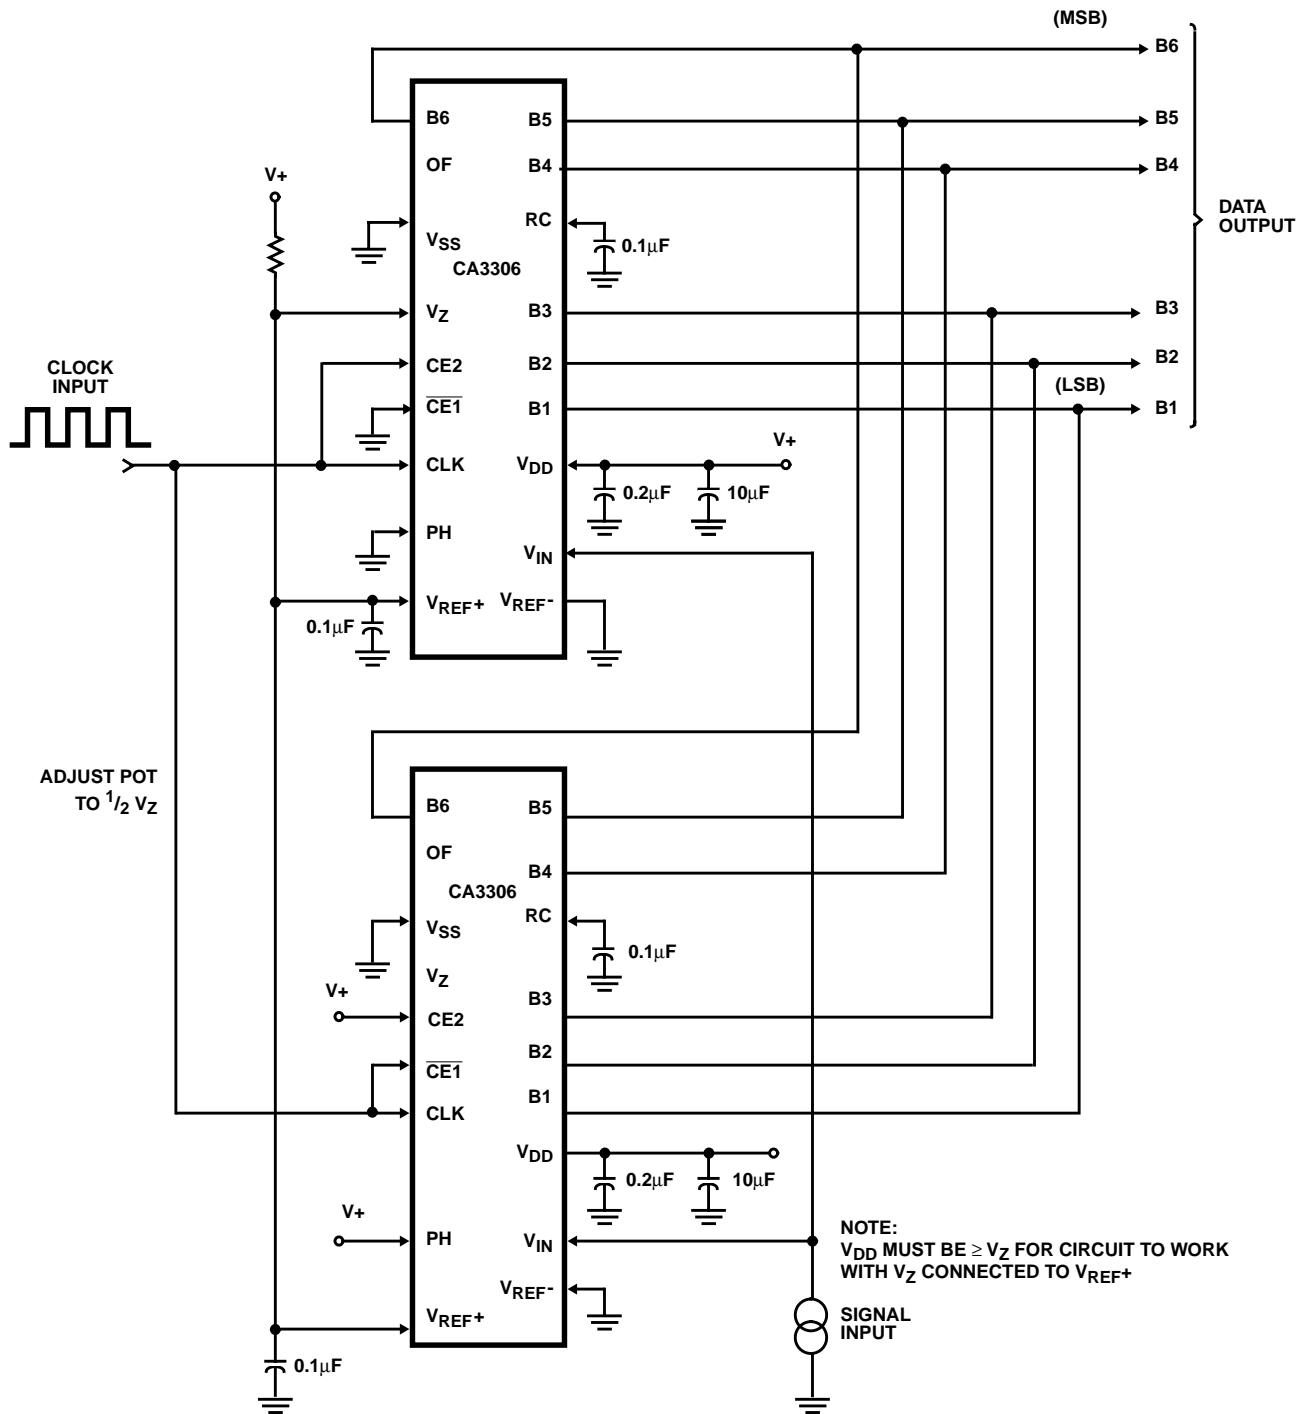 (MSB)
B6
B5
B4
B3
B2
(LSB)
B1
DATA
OUTPUT
V+
CLOCK
INPUT
B6
OF
VSS
CA3306
VZ
CE2
CE1
CLK
PH
VREF+
0.1µF
B5
B4
RC
0.1µF
B3
B2
B1
VDD
V+
0.2µF
10µF
VIN
VREF-
ADJUST POT
TO 1/2 VZ
B6
OF
CA3306
VSS
VZ
V+
CE2
CE1
CLK
V+
PH
VREF+
0.1µF
B5
B4
RC
0.1µF
B3
B2
B1
VDD
0.2µF
10µF
VIN
VREF-
NOTE:
VDD MUST BE ≥ VZ FOR CIRCUIT TO WORK
WITH VZ CONNECTED TO VREF+
SIGNAL
INPUT